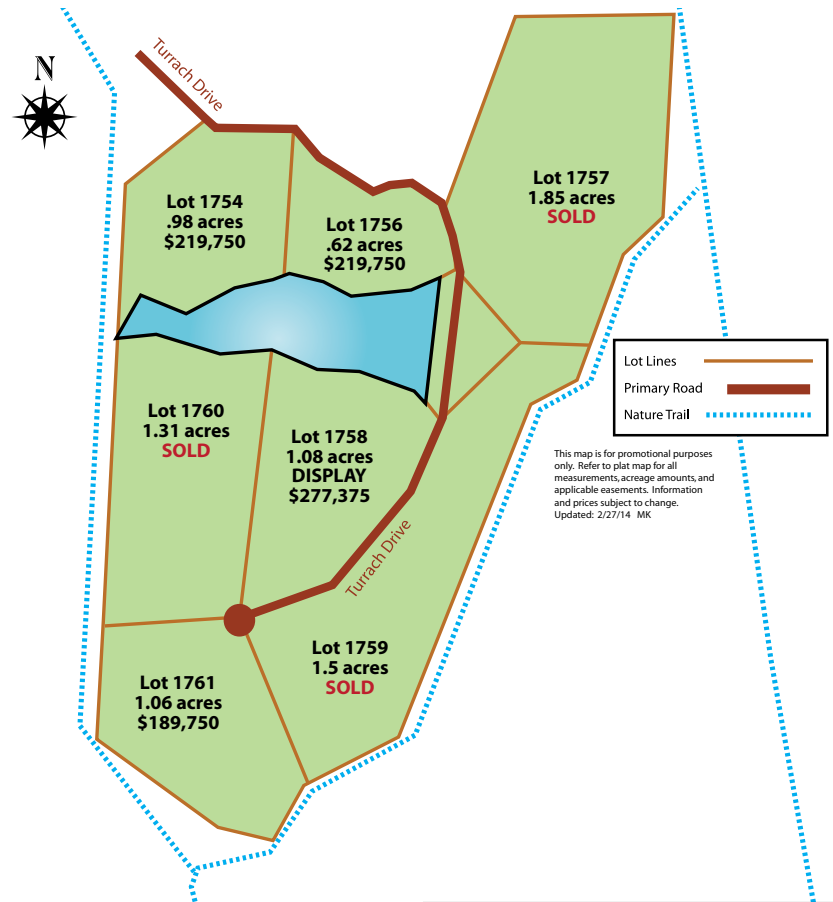 Turrach Drive
N
Lot 1754
.98 acres
$219,750
Lot 1756
.62 acres
$219,750
Lot 1757
1.85 acres
SOLD
Lot Lines
Primary Road
Nature Trail
Lot 1760
1.31 acres
SOLD
Lot 1758
1.08 acres
DISPLAY
$277,375
This map is for promotional purposes
only. Refer to plat map for all
measurements, acreage amounts, and
applicable easements. Information
and prices subject to change.
Updated: 2/27/14 MK
Turrach Drive
Lot 1759
1.5 acres
SOLD
Lot 1761
1.06 acres
$189,750